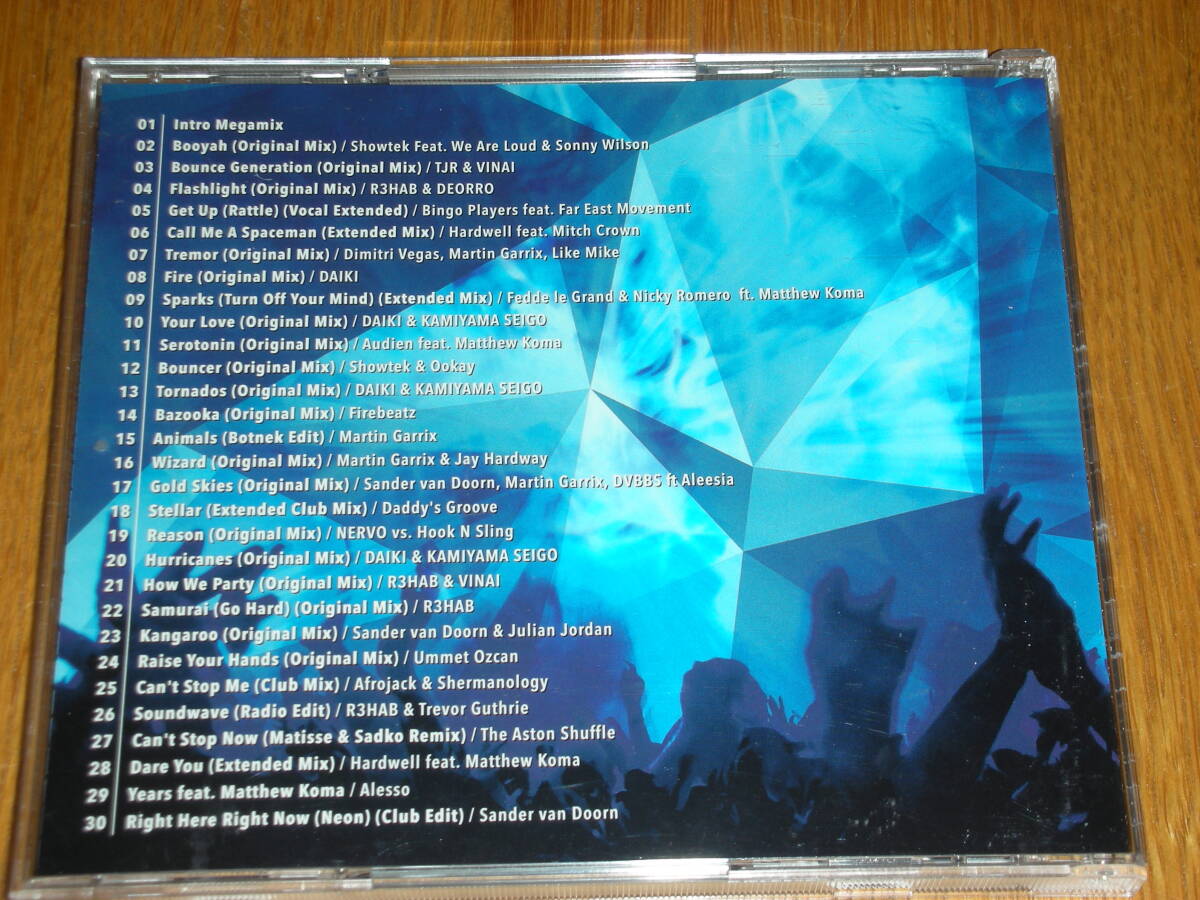 01 Intro Megamix
02 Booyah (Original Mix) / Showtek Feat. We Are Loud & Sonny Wilson
03 Bounce Generation (Original Mix) / TJR & VINAI
04 Flashlight (Original Mix) / R3HAB & DEORRO
05 Get Up (Rattle) (Vocal Extended) / Bingo Players feat. Far East Movement
06 Call Me A Spaceman (Extended Mix) / Hardwell feat. Mitch Crown
07 Tremor (Original Mix) / Dimitri Vegas, Martin Garrix, Like Mike
08 Fire (Original Mix) / DAIKI
09 Sparks (Turn Off Your Mind) (Extended Mix) / Fedde le Grand & Nicky Romero ft. Matthew Koma
10 Your Love (Original Mix) / DAIKI & KAMIYAMA SEIGO
11 Serotonin (Original Mix) / Audien feat. Matthew Koma
12 Bouncer (Original Mix) / Showtek & Ookay
13 Tornados (Original Mix) / DAIKI & KAMIYAMA SEIGO
14 Bazooka (Original Mix) / Firebeatz
15 Animals (Botnek Edit) / Martin Garrix
16 Wizard (Original Mix) / Martin Garrix & Jay Hardway
17 Gold Skies (Original Mix) / Sander van Doorn, Martin Garrix, DVBBS ft Aleesia
18 Stellar (Extended Club Mix) / Daddy's Groove
19 Reason (Original Mix) / NERVO vs. Hook N Sling
20 Hurricanes (Original Mix) / DAIKI & KAMIYAMA SEIGO
21 How We Party (Original Mix) / R3HAB & VINAI
22 Samurai (Go Hard) (Original Mix) / R3HAB
23 Kangaroo (Original Mix) / Sander van Doorn & Julian Jordan
24 Raise Your Hands (Original Mix) / Ummet Ozcan
25 Can't Stop Me (Club Mix) / Afrojack & Shermanology
26 Soundwave (Radio Edit) / R3HAB & Trevor Guthrie
27 Can't Stop Now (Matisse & Sadko Remix) / The Aston Shuffle
28 Dare You (Extended Mix) / Hardwell feat. Matthew Koma
29 Years feat. Matthew Koma / Alesso
30 Right Here Right Now (Neon) (Club Edit) / Sander van Doorn